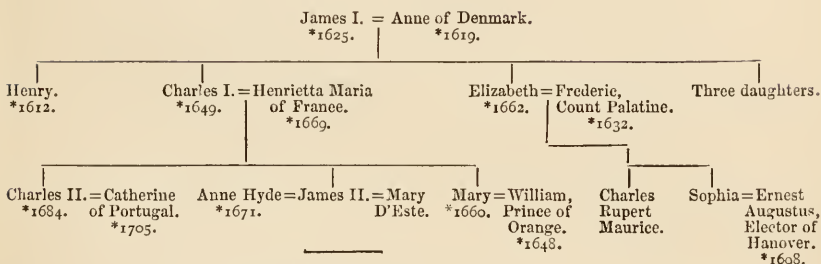 James I. = Anne of Denmark.
*1625. *1619.
Henry. Charles I. = Henrietta Maria Elizabeth = Frederic, Three daughters.
*1612. *1649. of France. *1662. Count Palatine.
*1669. *1632.
Charles II. = Catherine Anne Hyde = James II. = Mary Mary = William, Charles Sophia = Ernest
*1684. of Portugal. *1671. D'Este. *1660. Prince of Rupert Augustus,
*1705. Orange. Maurice. Elector of
*1648. Hanover.
*1698.